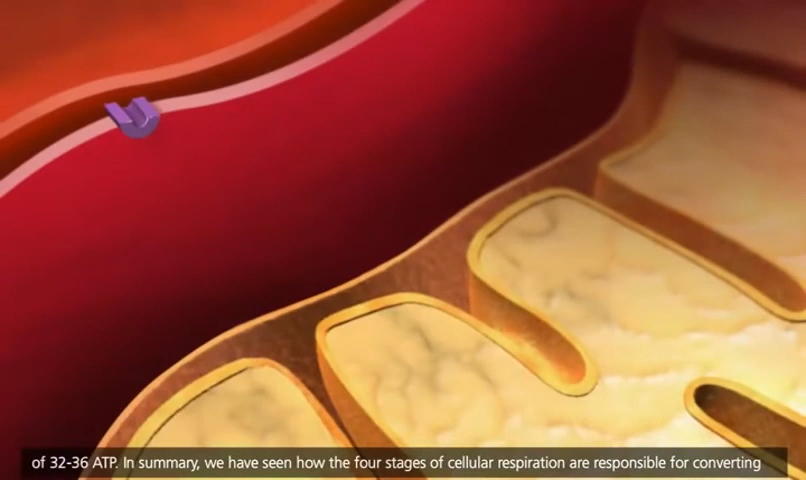 of 32-36 ATP. In summary, we have seen how the four stages of cellular respiration are responsible for converting